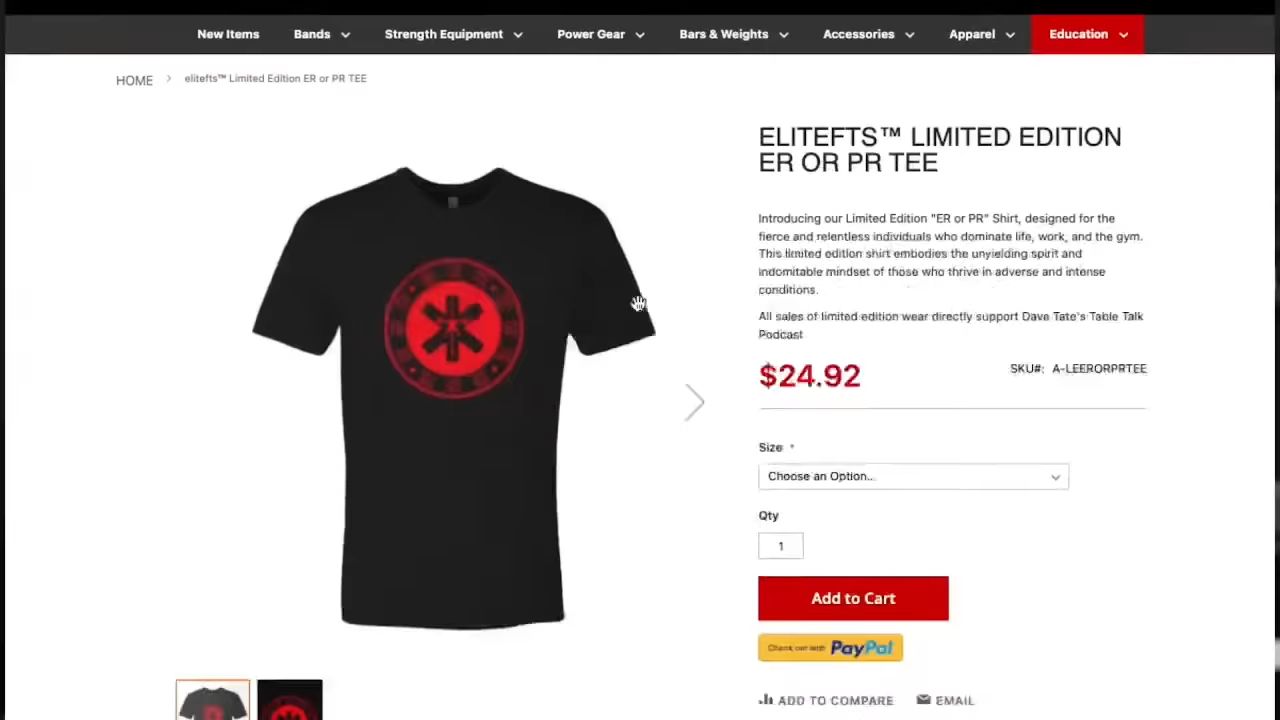 New Items
Bands
Strength Equipment
Power Gear
Bars & Weights
Accessories
Apparel
Education
HOME
elitefts™ Limited Edition ER or PR TEE
ELITEFTS™ LIMITED EDITION
ER OR PR TEE
Introducing our Limited Edition "ER or PR" Shirt, designed for the
fierce and relentless individuals who dominate life, work, and the gym.
This limited edition shirt embodies the unyielding spirit and
indomitable mindset of those who thrive in adverse and intense
conditions.
All sales of limited edition wear directly support Dave Tate's Table Talk
Podcast
$24.92
SKU#: A-LEERORPRTEE
Size *
Choose an Option...
Qty
1
Add to Cart
Check out with PayPal
ADD TO COMPARE
EMAIL